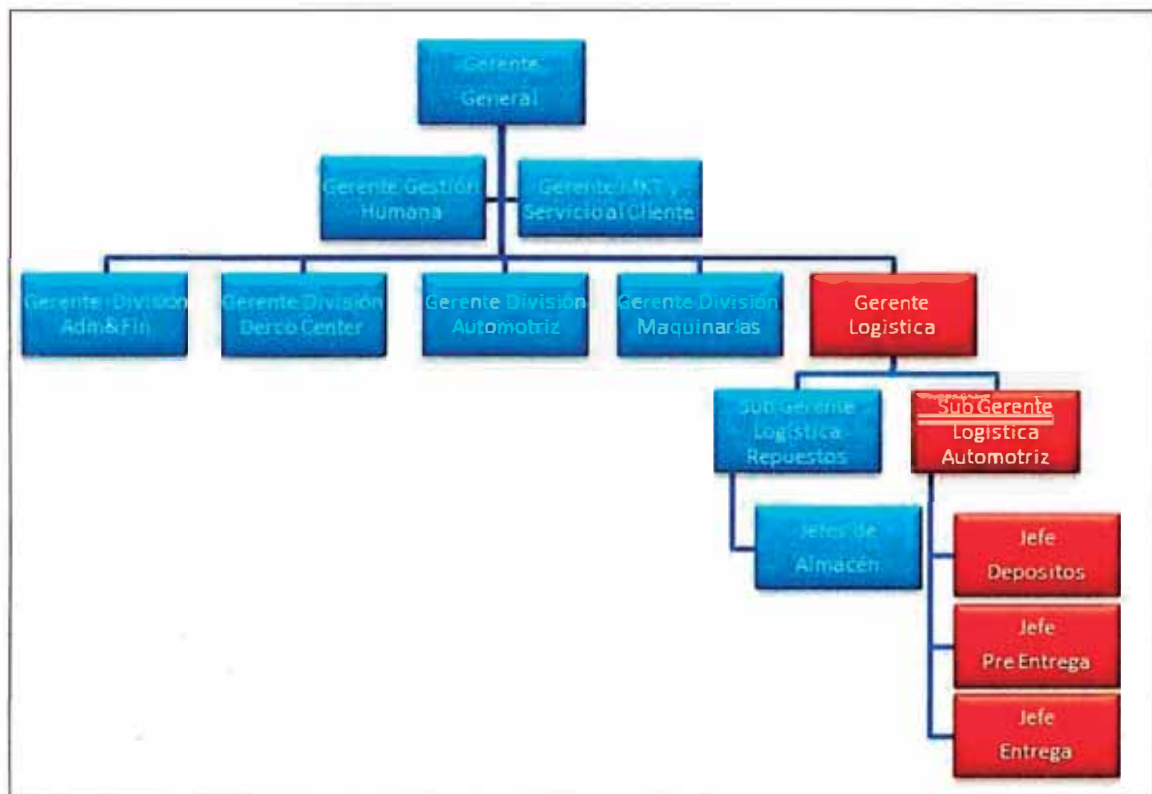 Gerente
General
Gerente Gestión
Humana
Gerente MKT y
Servicio al Cliente
Gerente División
Adm&Fin
Gerente División
Derco Center
Gerente División
Automotriz
Gerente División
Maquinarias
Gerente
Logistica
Sub Gerente
Logística
Repuestos
Sub Gerente
Logistica
Automotriz
Jefes de
Almacén
Jefe
Depositos
Jefe
Pre Entrega
Jefe
Entrega